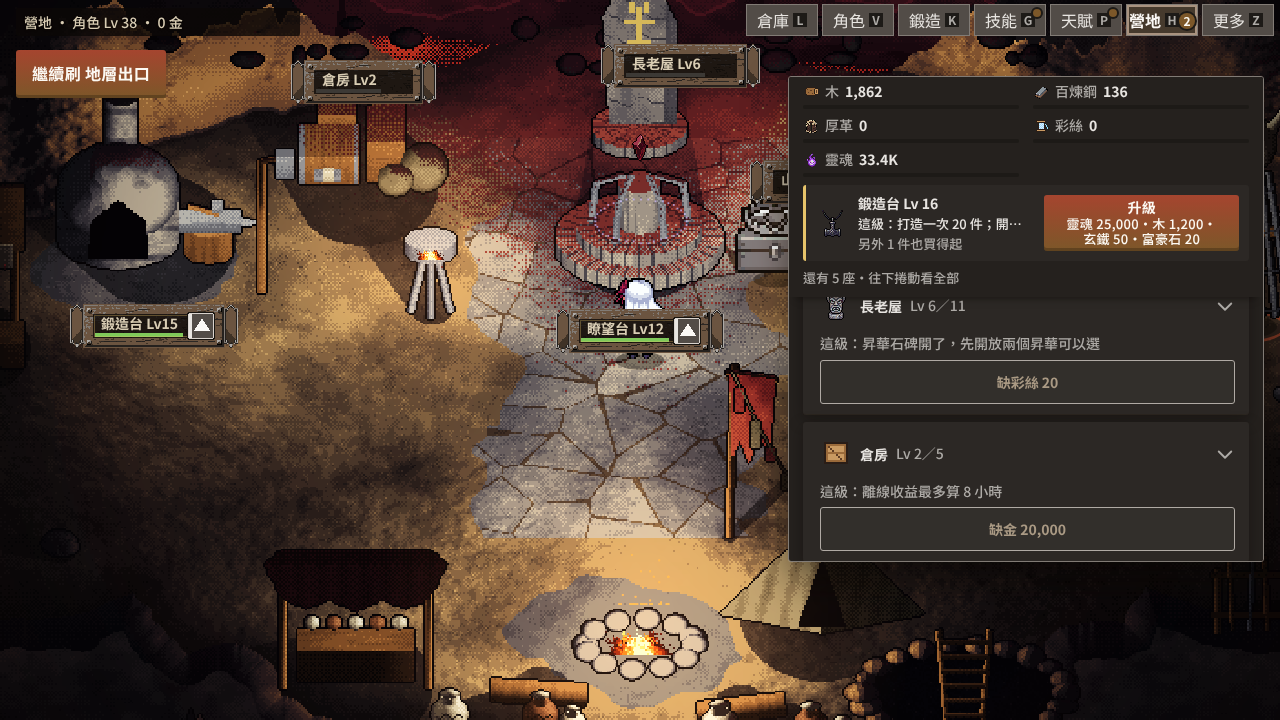 營地 · 角色 Lv 38 · 0 金
倉庫 L
角色 V
鍛造 K
技能 G
天賦 P
營地 H 2
更多 Z
繼續刷 地層出口
倉房 Lv2
長老屋 Lv6
鍛造台 Lv15
瞭望台 Lv12
木 1,862
百煉鋼 136
厚革 0
彩絲 0
靈魂 33.4K
鍛造台 Lv 16
這級：打造一次 20 件；開…
另外 1 件也買得起
升級
靈魂 25,000・木 1,200・
玄鐵 50・富豪石 20
還有 5 座・往下捲動看全部
長老屋 Lv 6／11
這級：昇華石碑開了，先開放兩個昇華可以選
缺彩絲 20
倉房 Lv 2／5
這級：離線收益最多算 8 小時
缺金 20,000